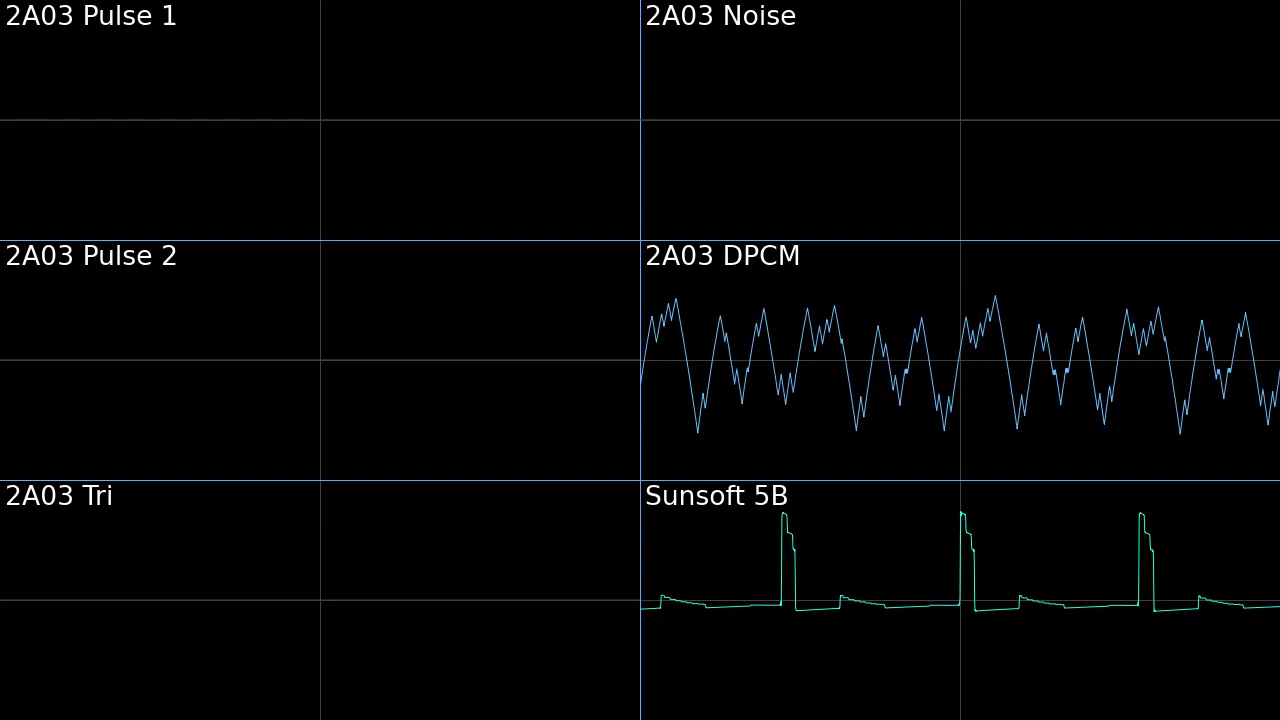 2A03 Pulse 1
2A03 Noise
2A03 Pulse 2
2A03 DPCM
2A03 Tri
Sunsoft 5B